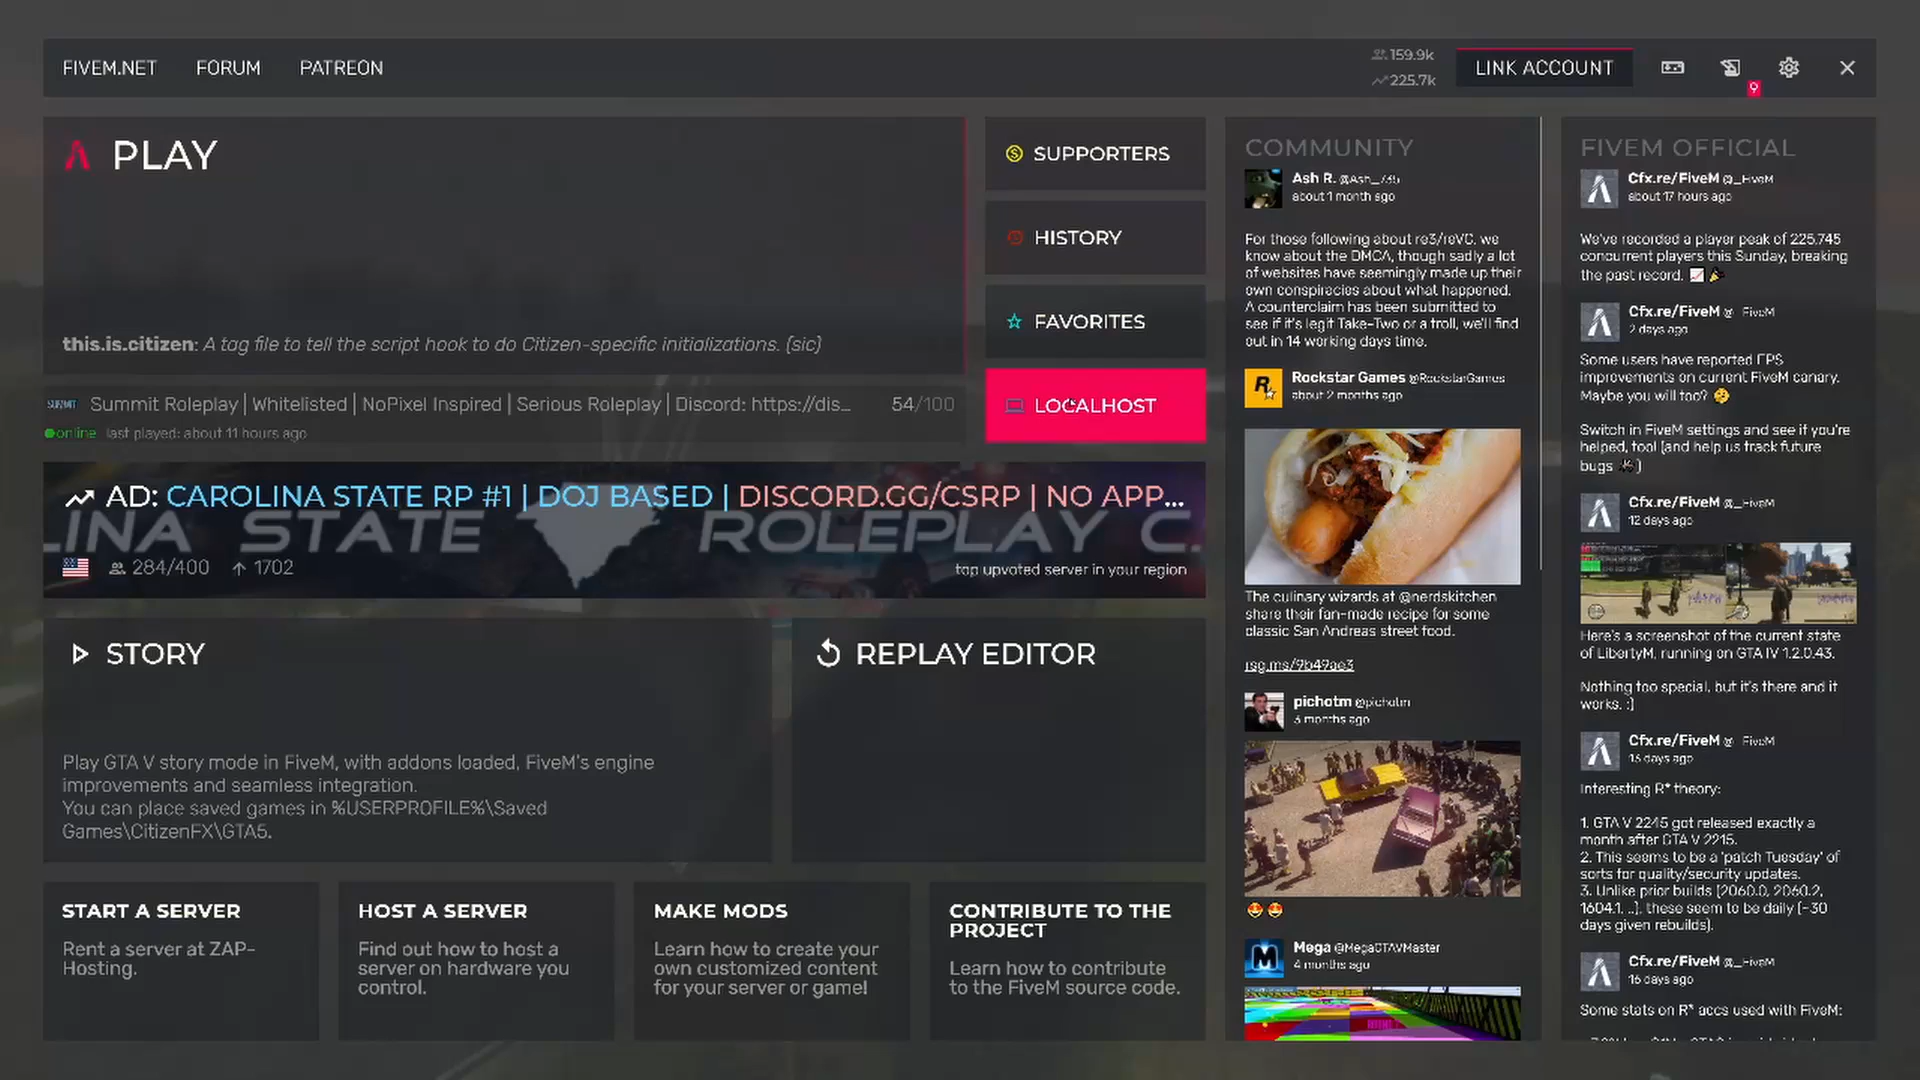 FIVEM.NET FORUM PATREON
159.9k
225.7k
LINK ACCOUNT
9
PLAY
this.is.citizen: A tag file to tell the script hook to do Citizen-specific initializations. (sic)
Summit Roleplay | Whitelisted | NoPixel Inspired | Serious Roleplay | Discord: https://dis... 54/100
online last played: about 11 hours ago
SUPPORTERS
HISTORY
FAVORITES
LOCALHOST
AD: CAROLINA STATE RP #1 | DOJ BASED | DISCORD.GG/CSRP | NO APP...
LINA STATE ROLEPLAY C.
284/400 1702
top upvoted server in your region
STORY
Play GTA V story mode in FiveM, with addons loaded, FiveM's engine
improvements and seamless integration.
You can place saved games in %USERPROFILE%\Saved
Games\CitizenFX\GTA5.
REPLAY EDITOR
START A SERVER
Rent a server at ZAP-
Hosting.
HOST A SERVER
Find out how to host a
server on hardware you
control.
MAKE MODS
Learn how to create your
own customized content
for your server or game!
CONTRIBUTE TO THE
PROJECT
Learn how to contribute
to the FiveM source code.
COMMUNITY
Ash R. @Ash_735
about 1 month ago
For those following about re3/reVC, we
know about the DMCA, though sadly a lot
of websites have seemingly made up their
own conspiracies about what happened.
A counterclaim has been submitted to
see if it's legit Take-Two or a troll, we'll find
out in 14 working days time.
Rockstar Games @RockstarGames
about 2 months ago
The culinary wizards at @nerdskitchen
share their fan-made recipe for some
classic San Andreas street food.
rsg.ms/9b49ae3
pichotm @pichotm
3 months ago
😍 😍
Mega @MegaGTAVMaster
4 months ago
FIVEM OFFICIAL
Cfx.re/FiveM @_FiveM
about 17 hours ago
We've recorded a player peak of 225.745
concurrent players this Sunday, breaking
the past record. 📈 🎉
Cfx.re/FiveM @_FiveM
2 days ago
Some users have reported FPS
improvements on current FiveM canary.
Maybe you will too? 🤔
Switch in FiveM settings and see if you're
helped, too! (and help us track future
bugs 🕷)
Cfx.re/FiveM @_FiveM
12 days ago
Here's a screenshot of the current state
of LibertyM, running on GTA IV 1.2.0.43.
Nothing too special, but it's there and it
works. :)
Cfx.re/FiveM @_FiveM
13 days ago
Interesting R* theory:
1. GTA V 2245 got released exactly a
month after GTA V 2215.
2. This seems to be a 'patch Tuesday' of
sorts for quality/security updates.
3. Unlike prior builds (2060.0, 2060.2,
1604.1, ..), these seem to be daily (~30
days given rebuilds).
Cfx.re/FiveM @_FiveM
16 days ago
Some stats on R* accs used with FiveM: